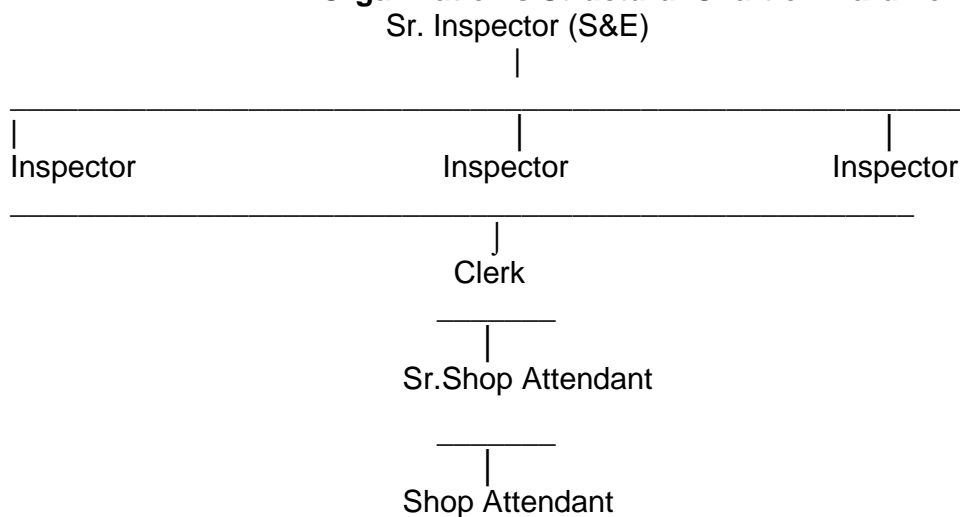 Sr. Inspector (S&E)
Inspector Inspector Inspector
Clerk
Sr.Shop Attendant
Shop Attendant